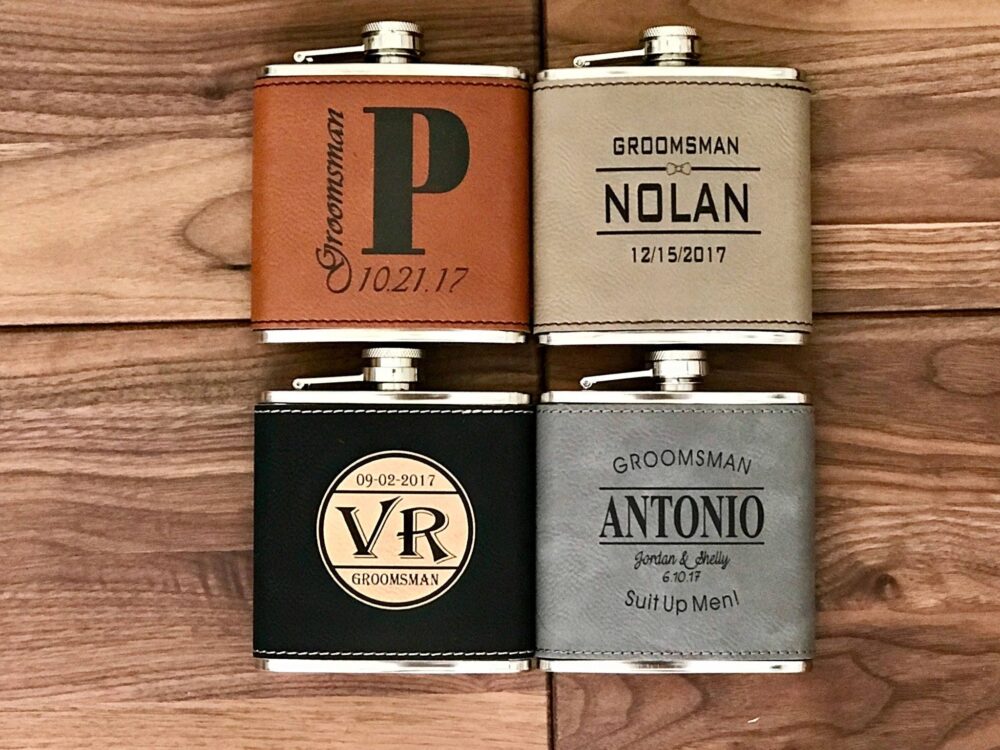 Groomsman
P
10.21.17
GROOMSMAN
NOLAN
12/15/2017
09-02-2017
VR
GROOMSMAN
GROOMSMAN
ANTONIO
Jordan & Shelly
6.10.17
Suit Up Men!